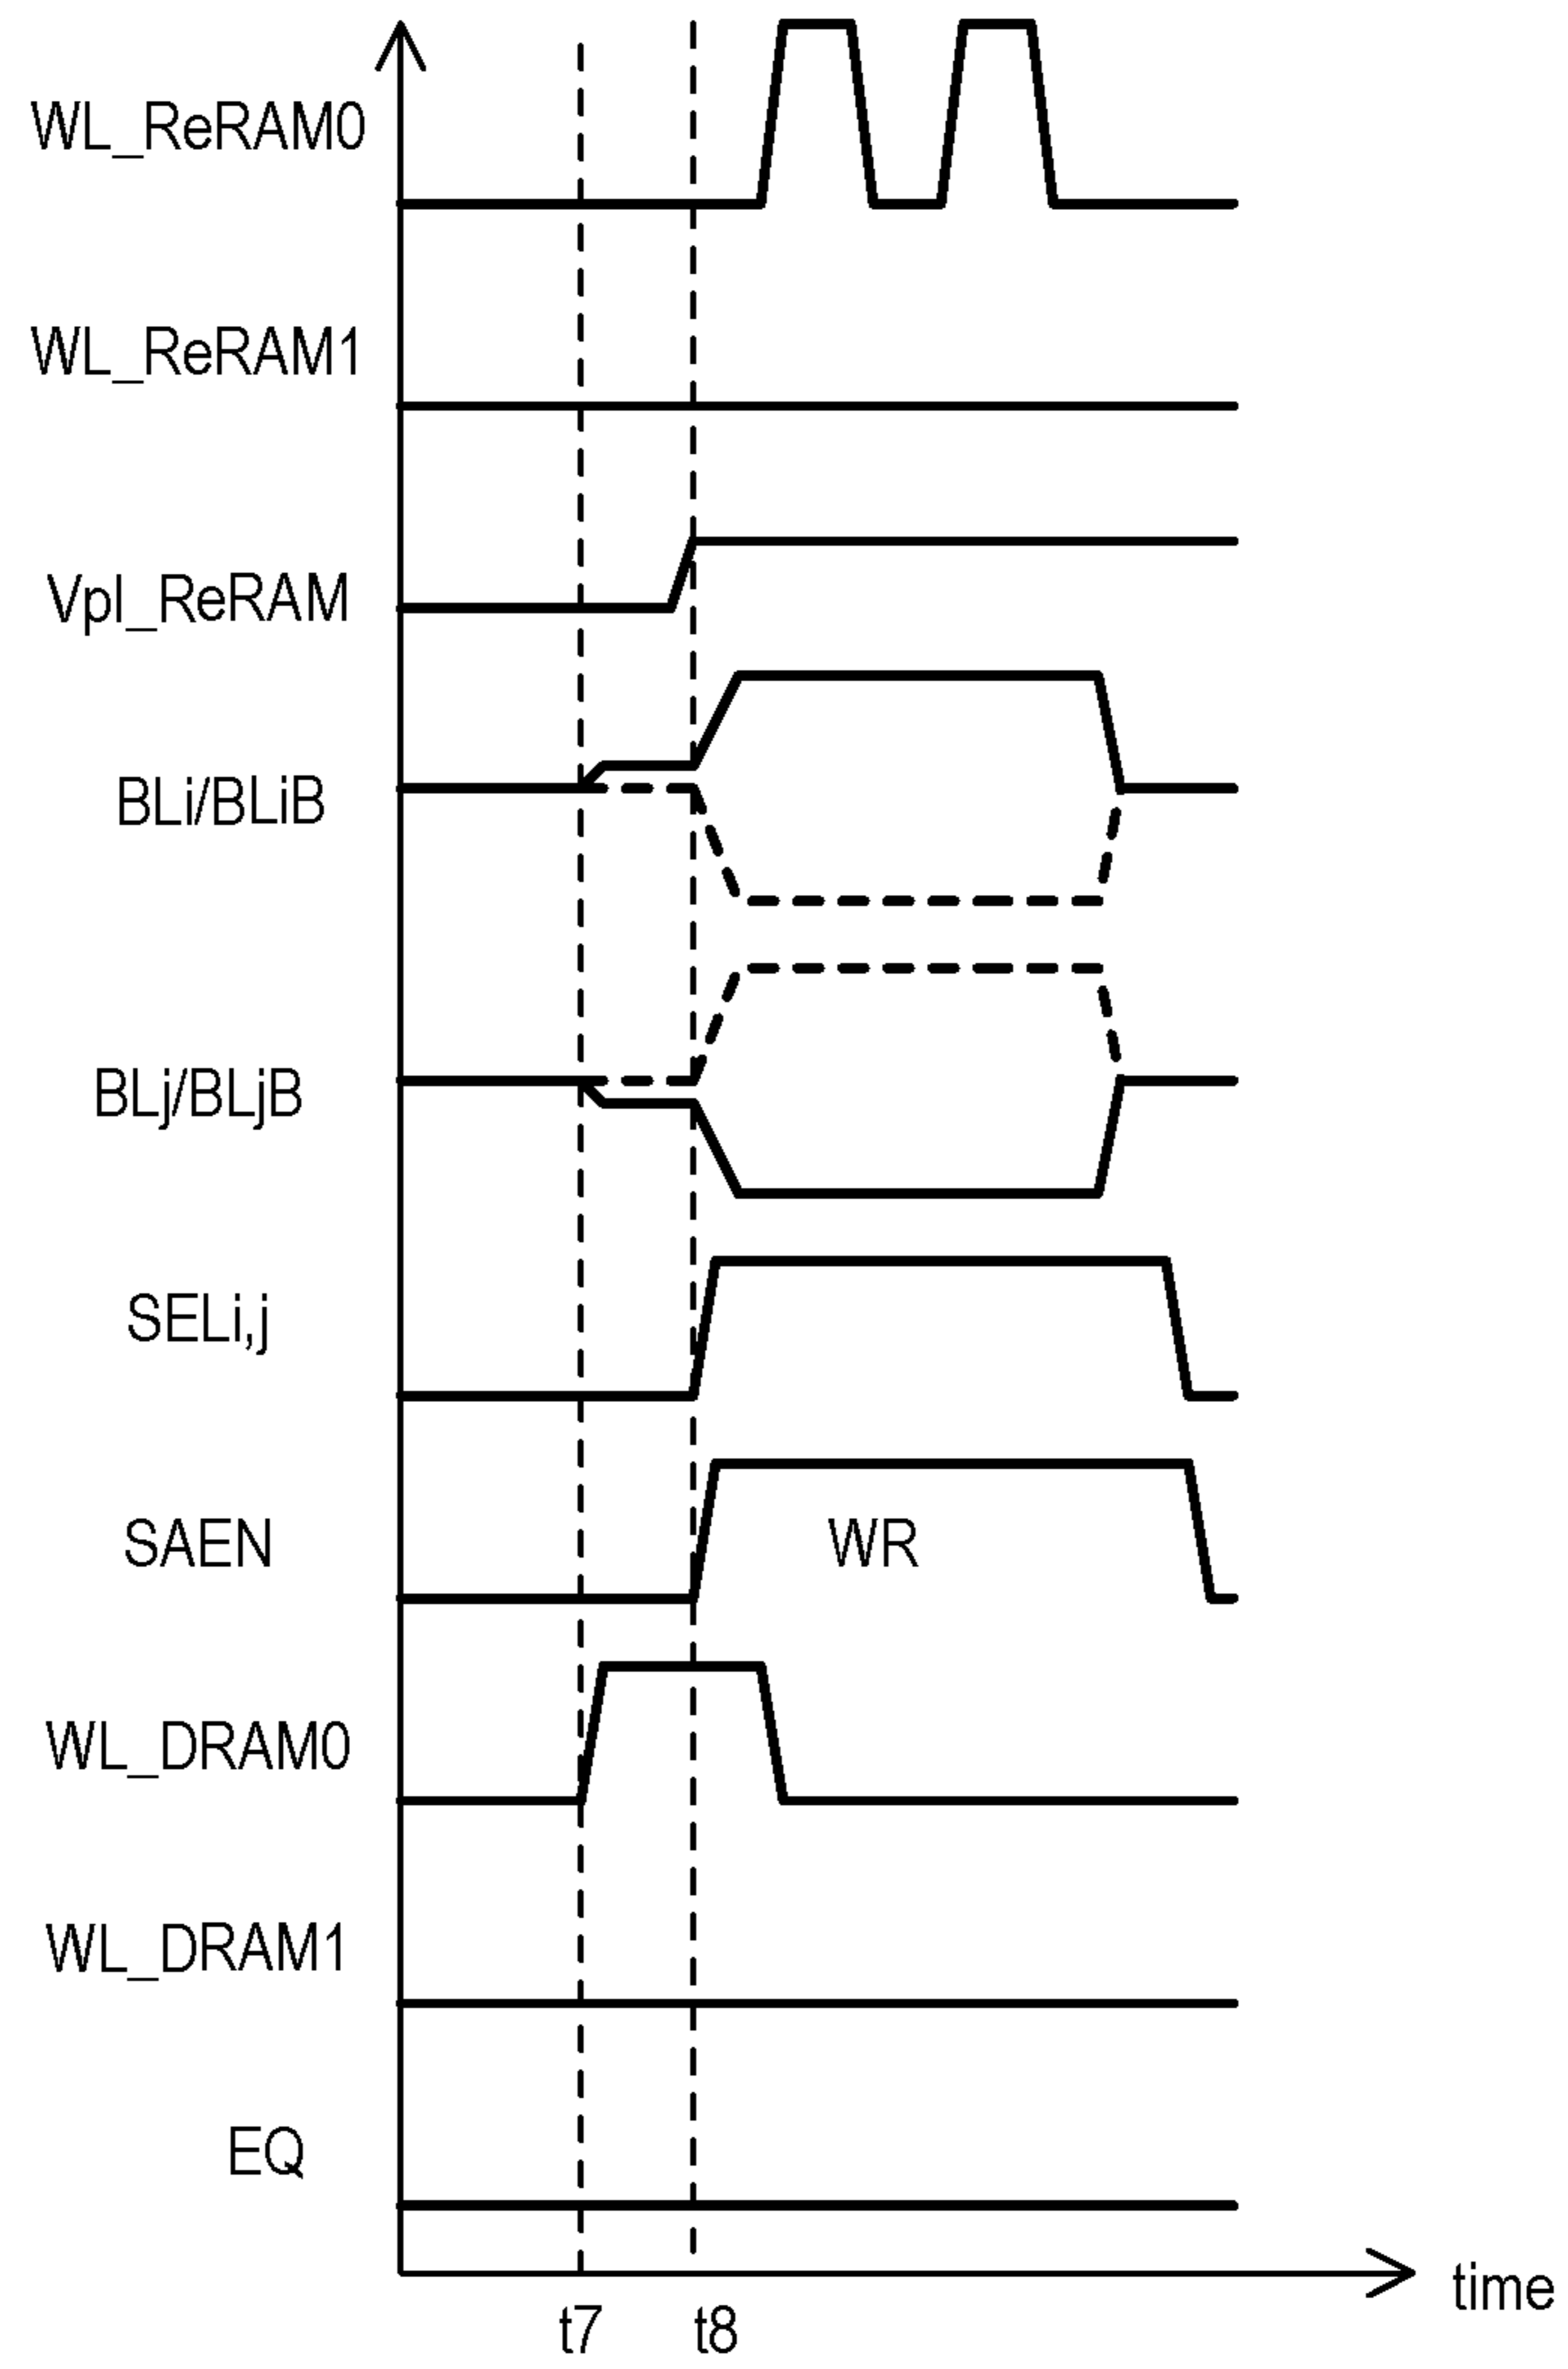 WL_ReRAM0
WL_ReRAM1
Vpl_ReRAM
BLi/BLiB
BLj/BLjB
SELi,j
SAEN
WR
WL_DRAM0
WL_DRAM1
EQ
time
t7
t8